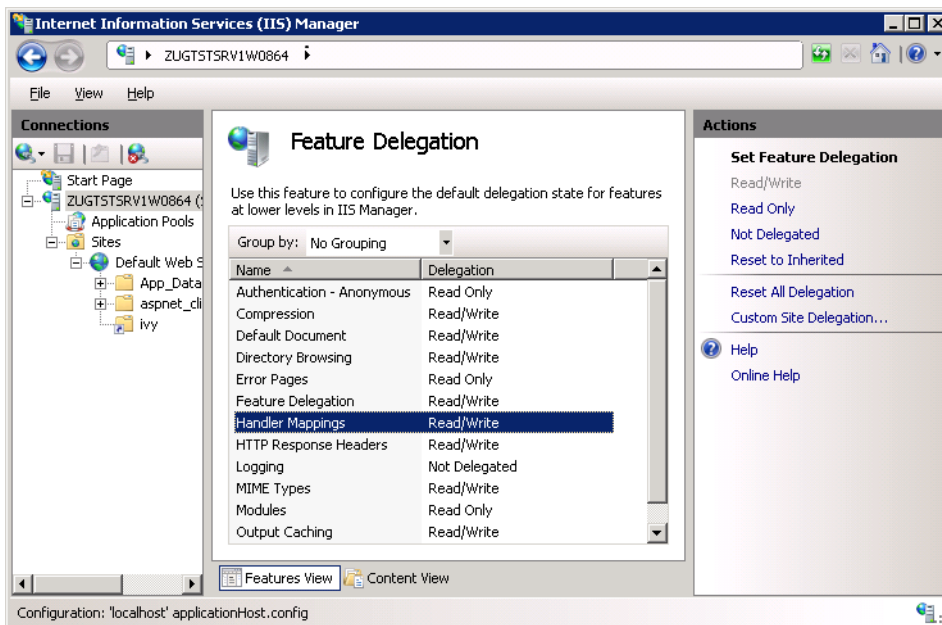 Internet Information Services (IIS) Manager
ZUGTSTSRV1W0864
File View Help
Connections
Start Page
ZUGTSTSRV1W0864 (
Application Pools
Sites
Default Web S
App_Data
aspnet_cli
ivy
Feature Delegation
Use this feature to configure the default delegation state for features
at lower levels in IIS Manager.
Group by: No Grouping
Name Delegation
Authentication - Anonymous Read Only
Compression Read/Write
Default Document Read/Write
Directory Browsing Read/Write
Error Pages Read Only
Feature Delegation Read/Write
Handler Mappings Read/Write
HTTP Response Headers Read/Write
Logging Not Delegated
MIME Types Read/Write
Modules Read Only
Output Caching Read/Write
Features View Content View
Actions
Set Feature Delegation
Read/Write
Read Only
Not Delegated
Reset to Inherited
Reset All Delegation
Custom Site Delegation...
Help
Online Help
Configuration: 'localhost' applicationHost.config